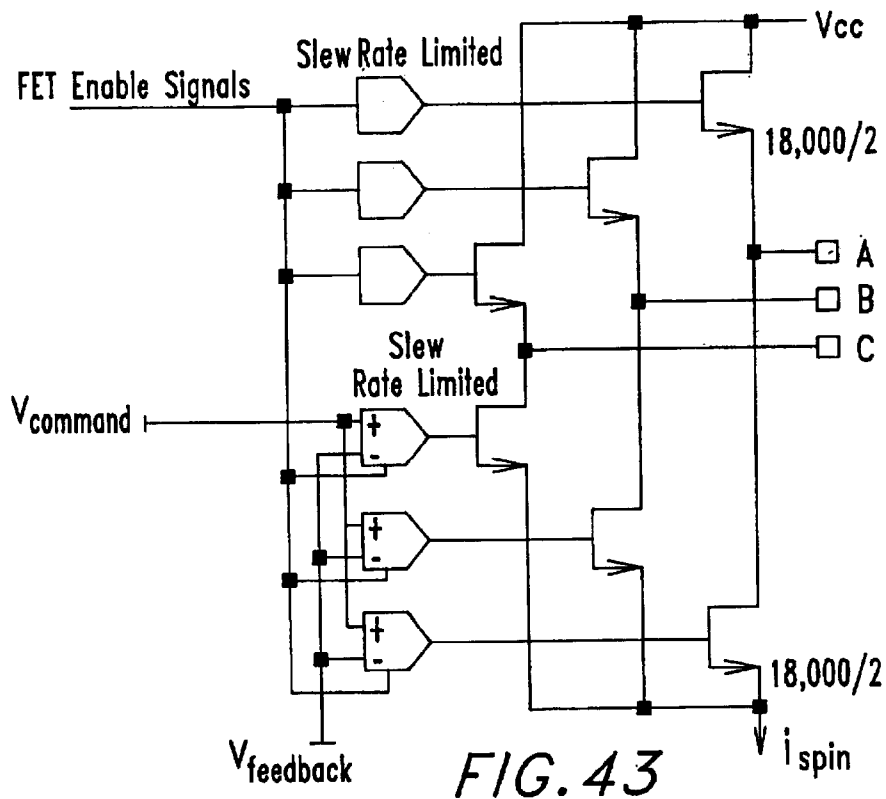 Vcc
Slew Rate Limited
FET Enable Signals
18,000/2
A
B
C
Slew
Rate Limited
Vcommand
+
-
+
-
+
-
18,000/2
Vfeedback
ispin
FIG. 43